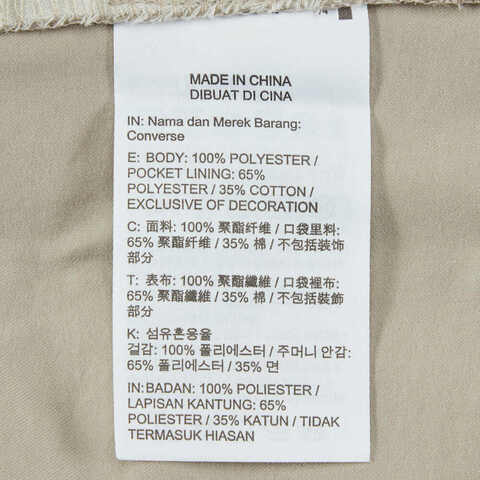 MADE IN CHINA
DIBUAT DI CINA
IN: Nama dan Merek Barang:
Converse
E: BODY: 100% POLYESTER /
POCKET LINING: 65%
POLYESTER / 35% COTTON /
EXCLUSIVE OF DECORATION
C: 面料: 100% 聚酯纤维 / 口袋里料:
65% 聚酯纤维 / 35% 棉 / 不包括装饰
部分
T: 表布: 100% 聚酯纖維 / 口袋裡布:
65% 聚酯纖維 / 35% 棉 / 不包括裝飾
部分
K: 섬유혼용율
겉감: 100% 폴리에스터 / 주머니 안감:
65% 폴리에스터 / 35% 면
IN: BADAN: 100% POLIESTER /
LAPISAN KANTUNG: 65%
POLIESTER / 35% KATUN / TIDAK
TERMASUK HIASAN